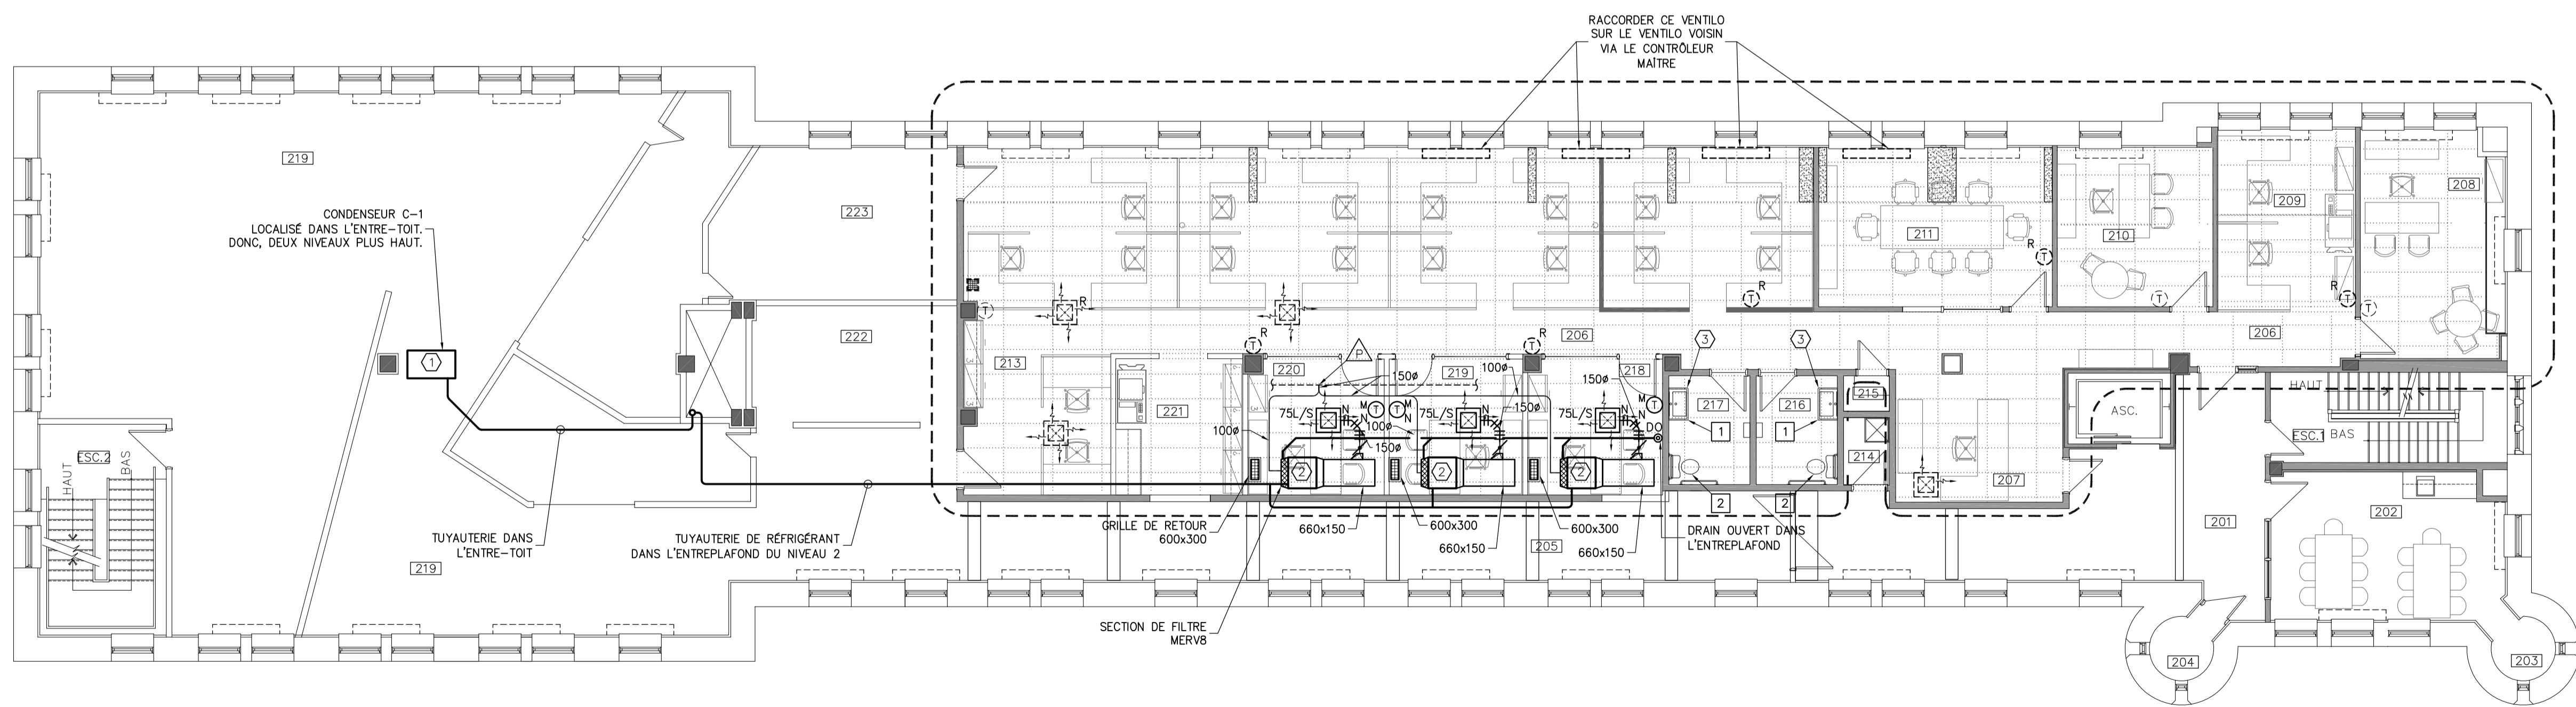 RACCORDER CE VENTILO
SUR LE VENTILO VOISIN
VIA LE CONTRÔLEUR
MAÎTRE
219
CONDENSEUR C-1
LOCALISÉ DANS L'ENTRE-TOIT.
DONC, DEUX NIVEAUX PLUS HAUT.
1
223
222
ESC.2
HAUT
BAS
219
TUYAUTERIE DANS
L'ENTRE-TOIT
TUYAUTERIE DE RÉFRIGÉRANT
DANS L'ENTREPLAFOND DU NIVEAU 2
213
T
R
221
T
R
220
P
150ø
219
100ø
T
R
206
218
150ø
75L/S
N
M
T
N
T
M
N
75L/S
N
150ø
75L/S
N
M
T
N
DO
100ø
100ø
150ø
2
2
2
GRILLE DE RETOUR
600x300
660x150
600x300
660x150
600x300
660x150
205
SECTION DE FILTRE
MERV8
DRAIN OUVERT DANS
L'ENTREPLAFOND
3
3
217
216
1
1
2
2
215
214
T
R
211
R
T
210
T
209
R
T
208
T
206
207
ASC.
HAUT
ESC.1
BAS
201
202
204
203